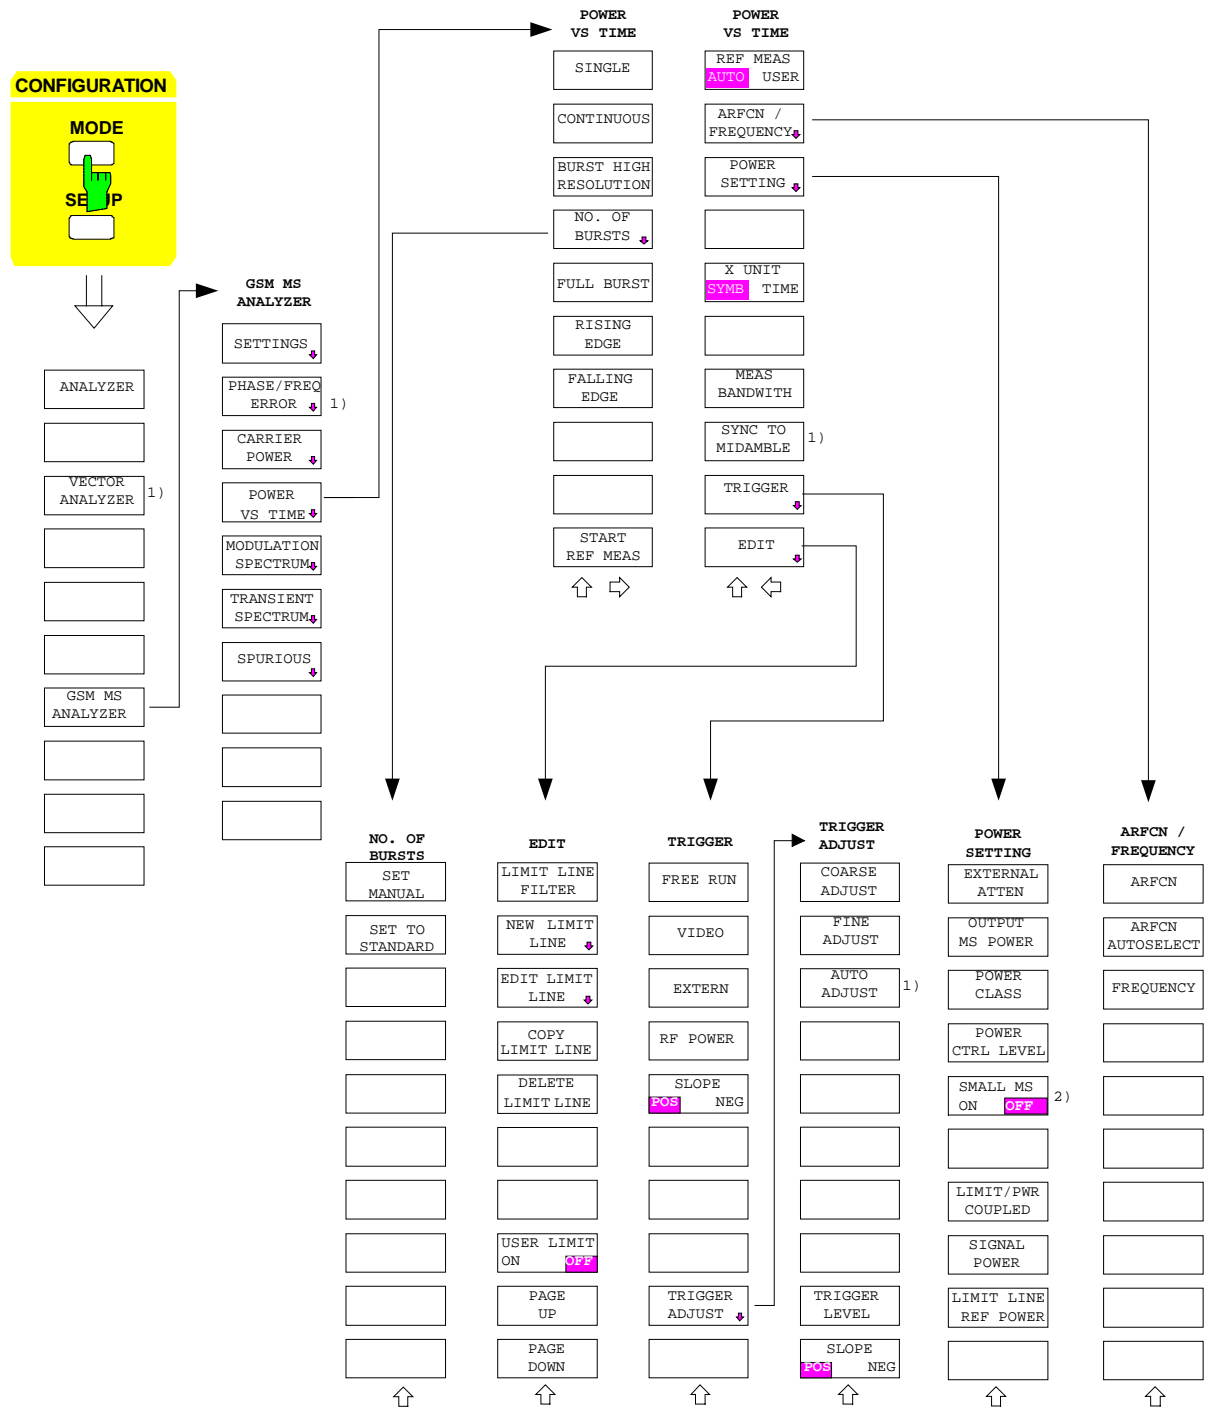 CONFIGURATION
MODE
SE UP
ANALYZER
VECTOR
ANALYZER
1)
GSM MS
ANALYZER
GSM MS
ANALYZER
SETTINGS
PHASE/FREQ
ERROR
1)
CARRIER
POWER
POWER
VS TIME
MODULATION
SPECTRUM
TRANSIENT
SPECTRUM
SPURIOUS
POWER
VS TIME
SINGLE
CONTINUOUS
BURST HIGH
RESOLUTION
NO. OF
BURSTS
FULL BURST
RISING
EDGE
FALLING
EDGE
START
REF MEAS
POWER
VS TIME
REF MEAS
AUTO USER
ARFCN /
FREQUENCY
POWER
SETTING
X UNIT
SYMB TIME
MEAS
BANDWITH
SYNC TO
MIDAMBLE
1)
TRIGGER
EDIT
NO. OF
BURSTS
SET
MANUAL
SET TO
STANDARD
EDIT
LIMIT LINE
FILTER
NEW LIMIT
LINE
EDIT LIMIT
LINE
COPY
LIMIT LINE
DELETE
LIMIT LINE
USER LIMIT
ON OFF
PAGE
UP
PAGE
DOWN
TRIGGER
FREE RUN
VIDEO
EXTERN
RF POWER
SLOPE
POS NEG
TRIGGER
ADJUST
TRIGGER
ADJUST
COARSE
ADJUST
FINE
ADJUST
AUTO
ADJUST
1)
TRIGGER
LEVEL
SLOPE
POS NEG
POWER
SETTING
EXTERNAL
ATTEN
OUTPUT
MS POWER
POWER
CLASS
POWER
CTRL LEVEL
SMALL MS
ON OFF
2)
LIMIT/PWR
COUPLED
SIGNAL
POWER
LIMIT LINE
REF POWER
ARFCN /
FREQUENCY
ARFCN
ARFCN
AUTOSELECT
FREQUENCY